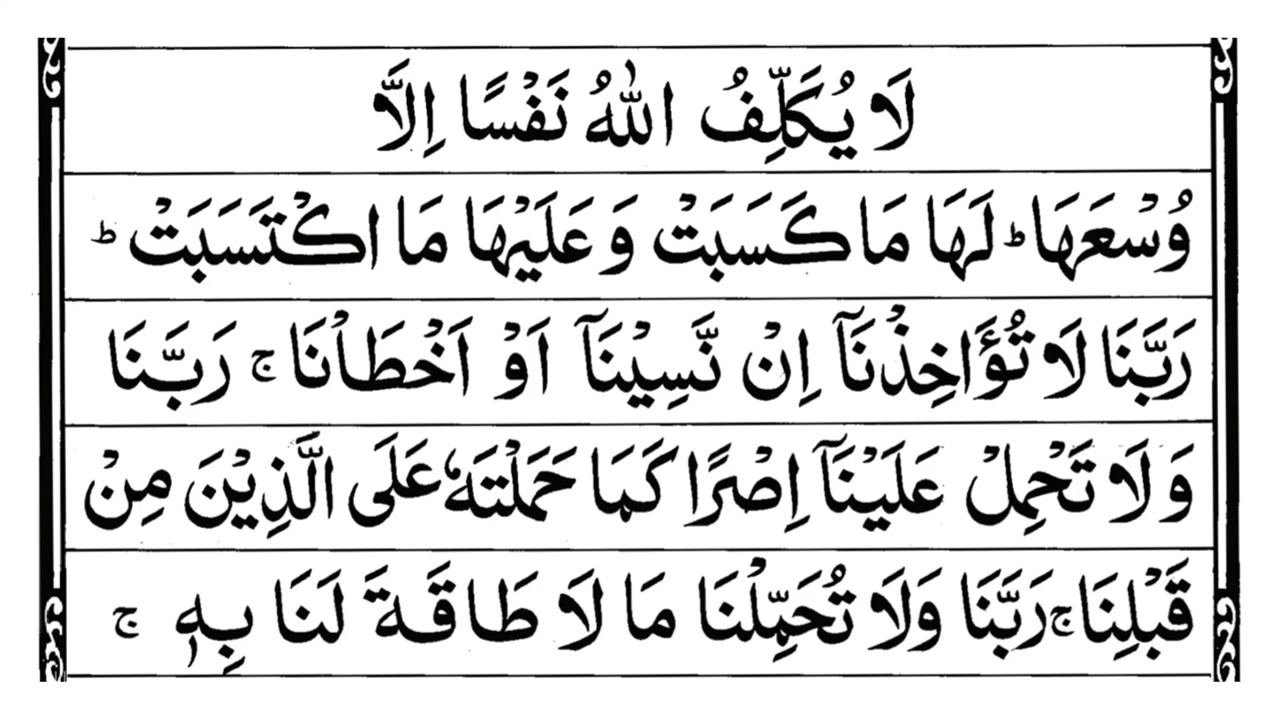 لَا يُكَلِّفُ اللّٰهُ نَفْسًا اِلَّا
وُسْعَهَا ؕ لَهَا مَا كَسَبَتْ وَ عَلَيْهَا مَا اكْتَسَبَتْ ؕ
رَبَّنَا لَا تُؤَاخِذْنَاۤ اِنْ نَّسِيْنَاۤ اَوْ اَخْطَاْنَا ۚ رَبَّنَا
وَ لَا تَحْمِلْ عَلَيْنَاۤ اِصْرًا كَمَا حَمَلْتَهٗ عَلَى الَّذِيْنَ مِنْ
قَبْلِنَا ۚ رَبَّنَا وَلَا تُحَمِّلْنَا مَا لَا طَاقَةَ لَنَا بِهٖ ۚ